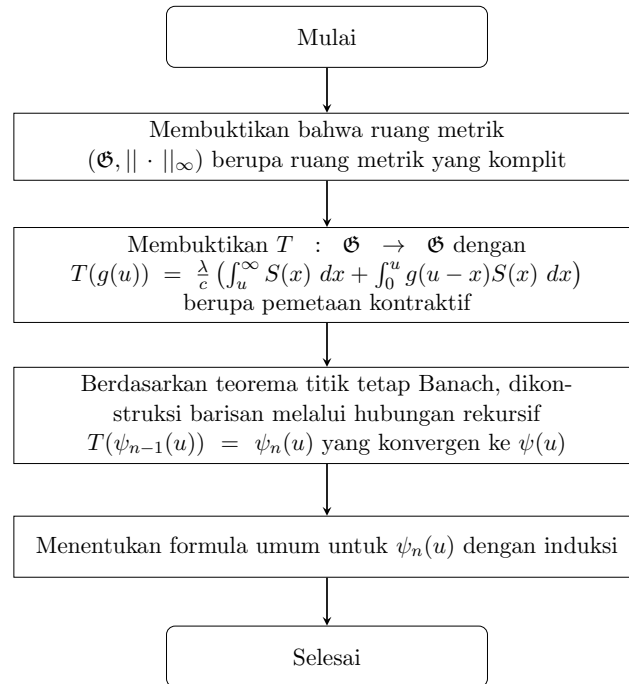 Mulai
Membuktikan bahwa ruang metrik
(𝕲, || · ||∞) berupa ruang metrik yang komplit
Membuktikan T : 𝕲 → 𝕲 dengan
T(g(u)) = λ/c (∫_u^∞ S(x) dx + ∫_0^u g(u − x)S(x) dx)
berupa pemetaan kontraktif
Berdasarkan teorema titik tetap Banach, dikon-
struksi barisan melalui hubungan rekursif
T(ψ_{n−1}(u)) = ψ_n(u) yang konvergen ke ψ(u)
Menentukan formula umum untuk ψ_n(u) dengan induksi
Selesai